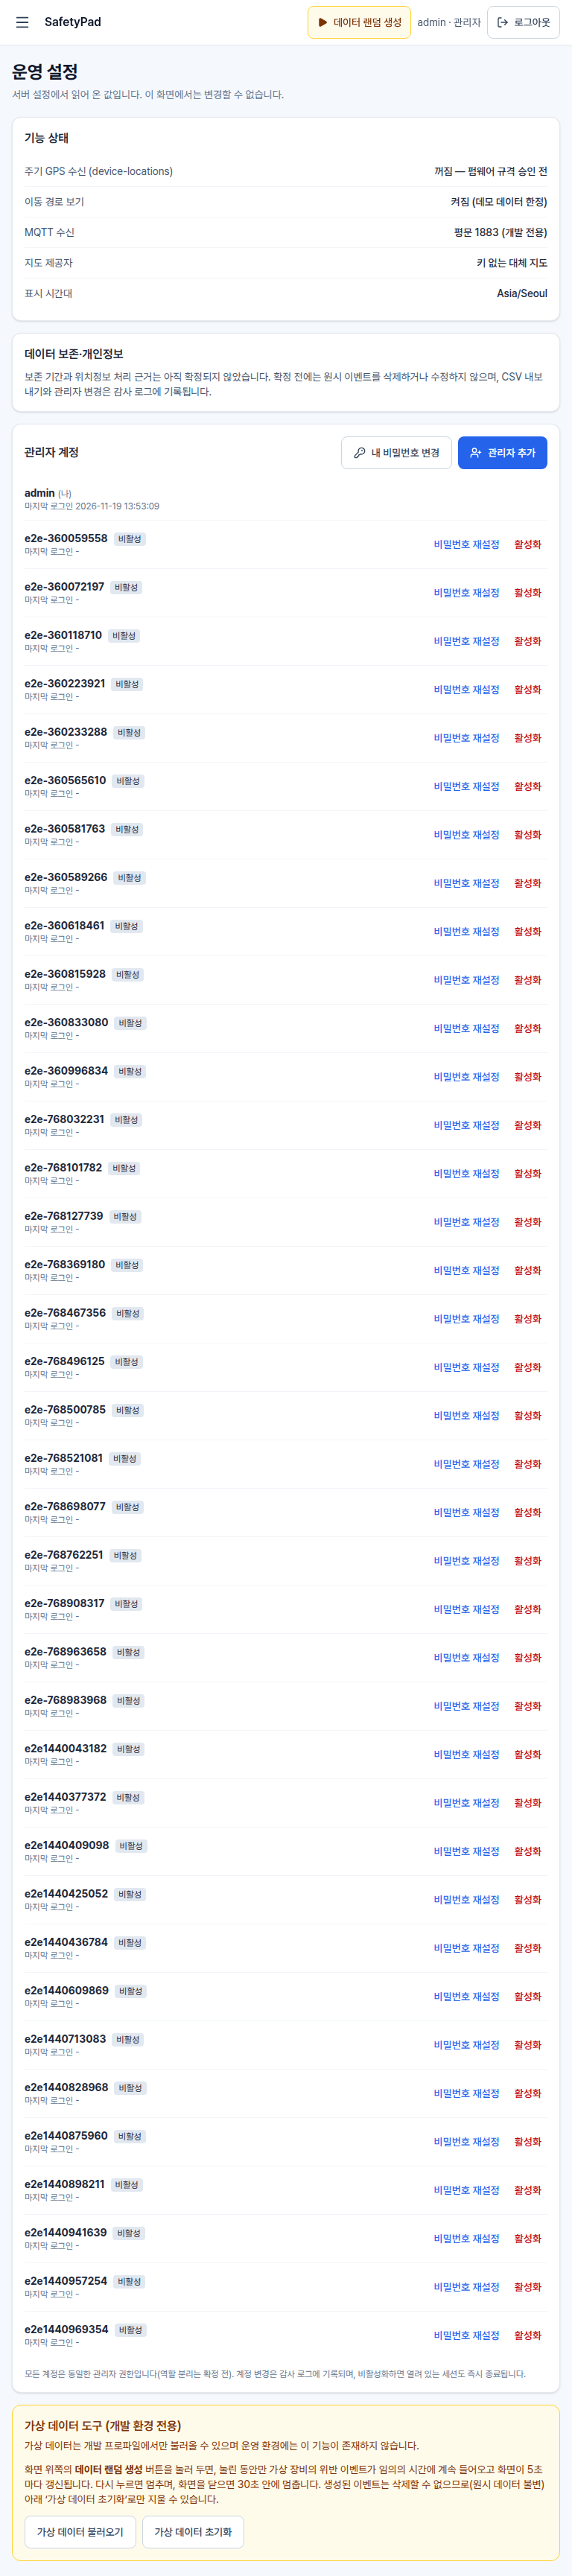 SafetyPad
데이터 랜덤 생성
admin · 관리자
로그아웃
운영 설정
서버 설정에서 읽어 온 값입니다. 이 화면에서는 변경할 수 없습니다.
기능 상태
주기 GPS 수신 (device-locations) 꺼짐 — 펌웨어 규격 승인 전
이동 경로 보기 켜짐 (데모 데이터 한정)
MQTT 수신 평문 1883 (개발 전용)
지도 제공자 키 없는 대체 지도
표시 시간대 Asia/Seoul
데이터 보존·개인정보
보존 기간과 위치정보 처리 근거는 아직 확정되지 않았습니다. 확정 전에는 원시 이벤트를 삭제하거나 수정하지 않으며, CSV 내보
내기와 관리자 변경은 감사 로그에 기록됩니다.
관리자 계정
내 비밀번호 변경
관리자 추가
admin (나)
마지막 로그인 2026-11-19 13:53:09
e2e-360059558 비활성 비밀번호 재설정 활성화
마지막 로그인 -
e2e-360072197 비활성 비밀번호 재설정 활성화
마지막 로그인 -
e2e-360118710 비활성 비밀번호 재설정 활성화
마지막 로그인 -
e2e-360223921 비활성 비밀번호 재설정 활성화
마지막 로그인 -
e2e-360233288 비활성 비밀번호 재설정 활성화
마지막 로그인 -
e2e-360565610 비활성 비밀번호 재설정 활성화
마지막 로그인 -
e2e-360581763 비활성 비밀번호 재설정 활성화
마지막 로그인 -
e2e-360589266 비활성 비밀번호 재설정 활성화
마지막 로그인 -
e2e-360618461 비활성 비밀번호 재설정 활성화
마지막 로그인 -
e2e-360815928 비활성 비밀번호 재설정 활성화
마지막 로그인 -
e2e-360833080 비활성 비밀번호 재설정 활성화
마지막 로그인 -
e2e-360996834 비활성 비밀번호 재설정 활성화
마지막 로그인 -
e2e-768032231 비활성 비밀번호 재설정 활성화
마지막 로그인 -
e2e-768101782 비활성 비밀번호 재설정 활성화
마지막 로그인 -
e2e-768127739 비활성 비밀번호 재설정 활성화
마지막 로그인 -
e2e-768369180 비활성 비밀번호 재설정 활성화
마지막 로그인 -
e2e-768467356 비활성 비밀번호 재설정 활성화
마지막 로그인 -
e2e-768496125 비활성 비밀번호 재설정 활성화
마지막 로그인 -
e2e-768500785 비활성 비밀번호 재설정 활성화
마지막 로그인 -
e2e-768521081 비활성 비밀번호 재설정 활성화
마지막 로그인 -
e2e-768698077 비활성 비밀번호 재설정 활성화
마지막 로그인 -
e2e-768762251 비활성 비밀번호 재설정 활성화
마지막 로그인 -
e2e-768908317 비활성 비밀번호 재설정 활성화
마지막 로그인 -
e2e-768963658 비활성 비밀번호 재설정 활성화
마지막 로그인 -
e2e-768983968 비활성 비밀번호 재설정 활성화
마지막 로그인 -
e2e1440043182 비활성 비밀번호 재설정 활성화
마지막 로그인 -
e2e1440377372 비활성 비밀번호 재설정 활성화
마지막 로그인 -
e2e1440409098 비활성 비밀번호 재설정 활성화
마지막 로그인 -
e2e1440425052 비활성 비밀번호 재설정 활성화
마지막 로그인 -
e2e1440436784 비활성 비밀번호 재설정 활성화
마지막 로그인 -
e2e1440609869 비활성 비밀번호 재설정 활성화
마지막 로그인 -
e2e1440713083 비활성 비밀번호 재설정 활성화
마지막 로그인 -
e2e1440828968 비활성 비밀번호 재설정 활성화
마지막 로그인 -
e2e1440875960 비활성 비밀번호 재설정 활성화
마지막 로그인 -
e2e1440898211 비활성 비밀번호 재설정 활성화
마지막 로그인 -
e2e1440941639 비활성 비밀번호 재설정 활성화
마지막 로그인 -
e2e1440957254 비활성 비밀번호 재설정 활성화
마지막 로그인 -
e2e1440969354 비활성 비밀번호 재설정 활성화
마지막 로그인 -
모든 계정은 동일한 관리자 권한입니다(역할 분리는 확정 전). 계정 변경은 감사 로그에 기록되며, 비활성화하면 열려 있는 세션도 즉시 종료됩니다.
가상 데이터 도구 (개발 환경 전용)
가상 데이터는 개발 프로파일에서만 불러올 수 있으며 운영 환경에는 이 기능이 존재하지 않습니다.
화면 위쪽의 데이터 랜덤 생성 버튼을 눌러 두면, 눌린 동안만 가상 장비의 위반 이벤트가 임의의 시간에 계속 들어오고 화면이 5초
마다 갱신됩니다. 다시 누르면 멈추며, 화면을 닫으면 30초 안에 멈춥니다. 생성된 이벤트는 삭제할 수 없으므로(원시 데이터 불변)
아래 ‘가상 데이터 초기화’로만 지울 수 있습니다.
가상 데이터 불러오기
가상 데이터 초기화